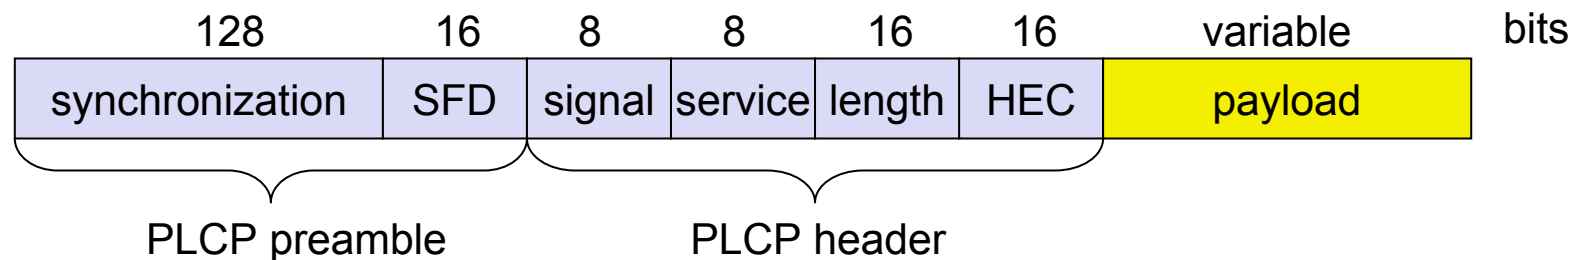 128 16 8 8 16 16 variable bits
synchronization SFD signal service length HEC payload
PLCP preamble PLCP header